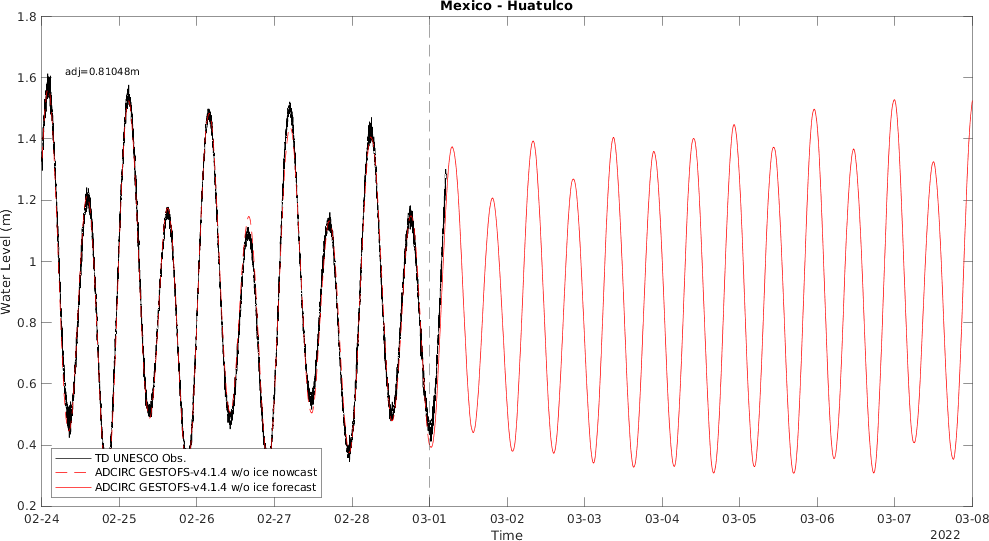 Mexico - Huatulco
1.8
1.6
1.4
1.2
1
0.8
0.6
0.4
0.2
Water Level (m)
adj=0.81048m
TD UNESCO Obs.
ADCIRC GESTOFS-v4.1.4 w/o ice nowcast
ADCIRC GESTOFS-v4.1.4 w/o ice forecast
02-24 02-25 02-26 02-27 02-28 03-01 03-02 03-03 03-04 03-05 03-06 03-07 03-08
Time
2022